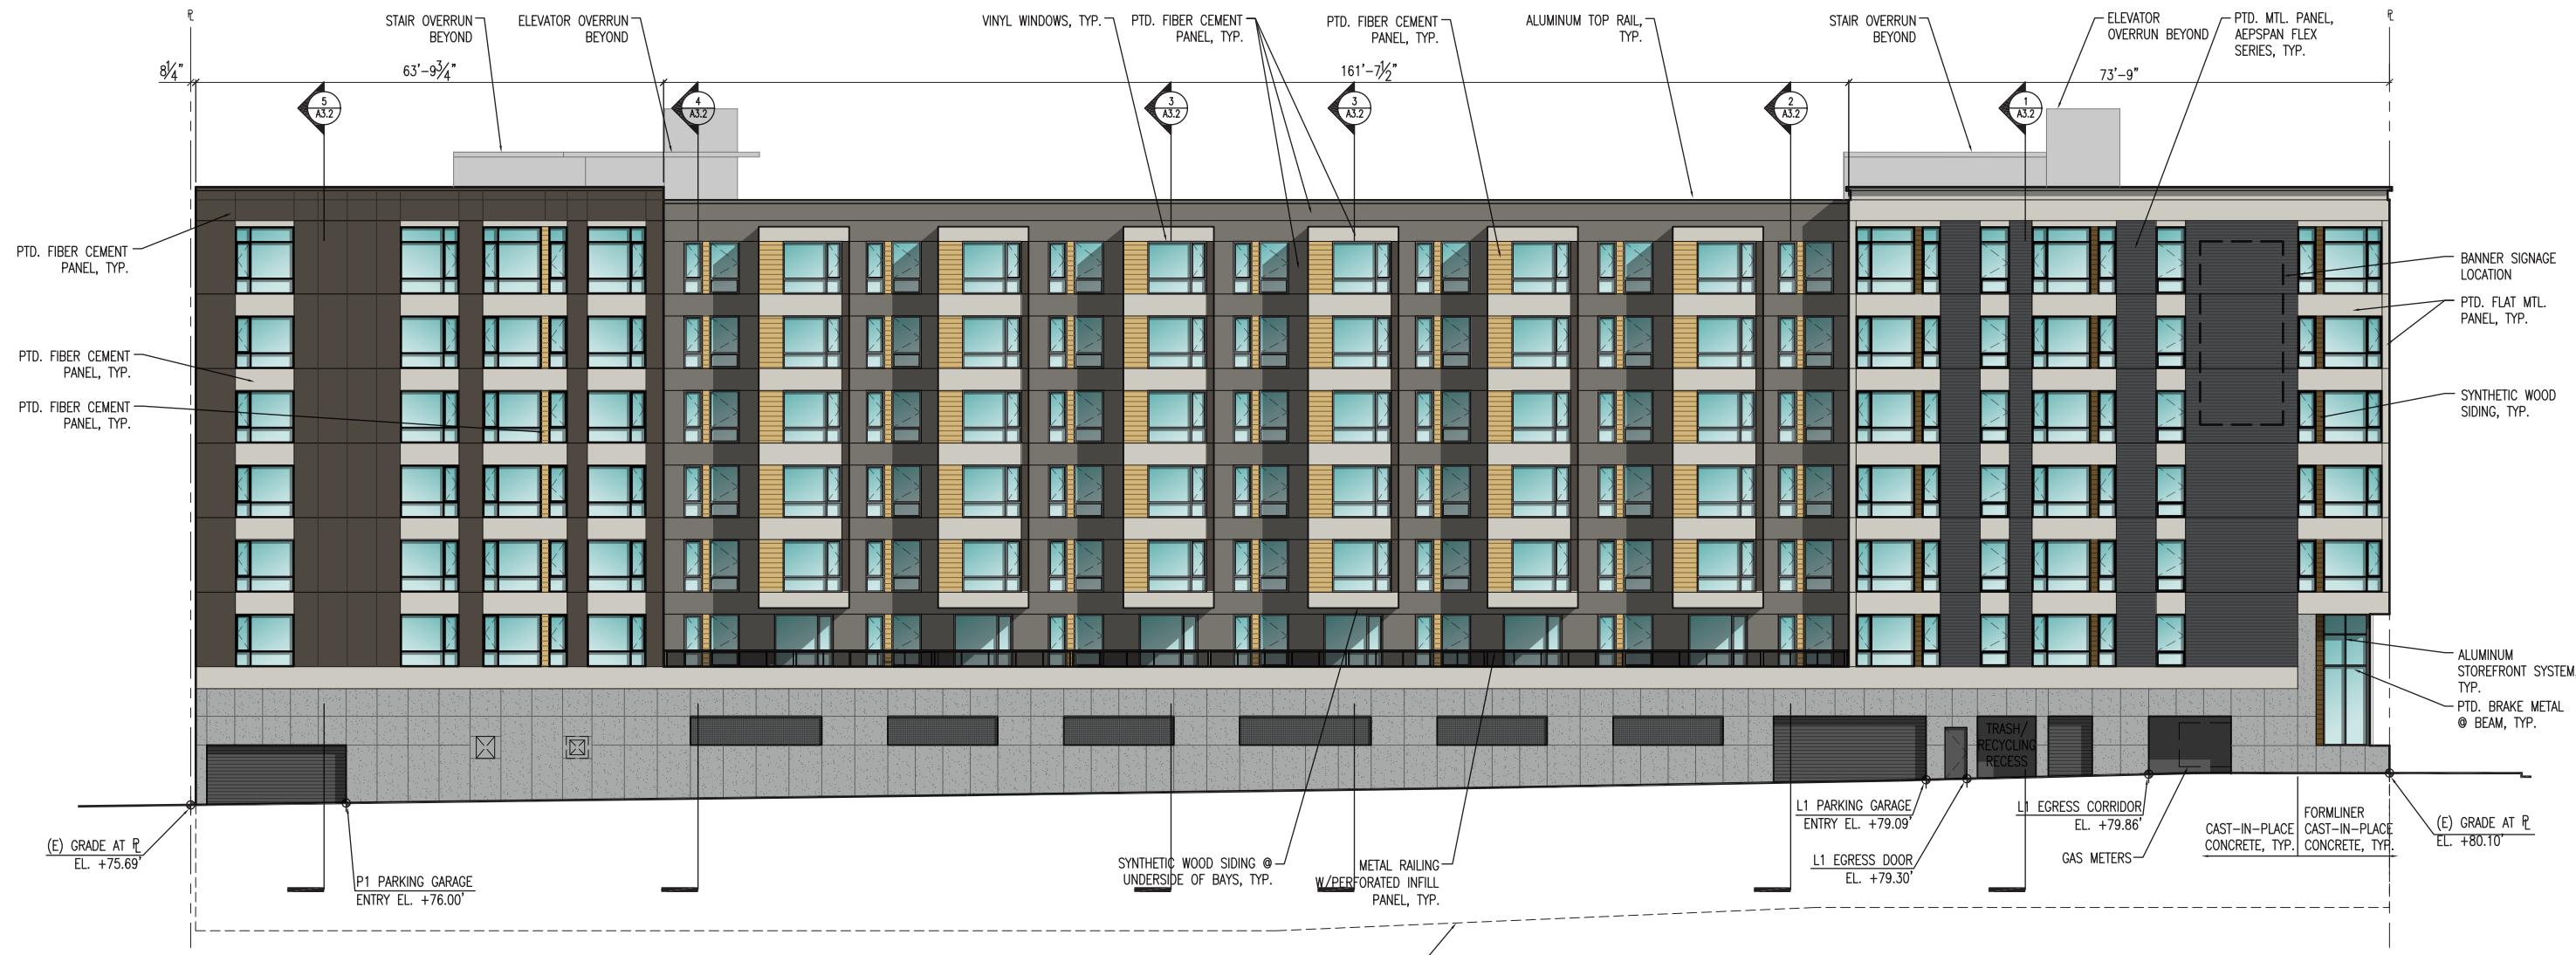 ℄
STAIR OVERRUN
BEYOND
ELEVATOR OVERRUN
BEYOND
VINYL WINDOWS, TYP.
PTD. FIBER CEMENT
PANEL, TYP.
PTD. FIBER CEMENT
PANEL, TYP.
ALUMINUM TOP RAIL,
TYP.
STAIR OVERRUN
BEYOND
ELEVATOR
OVERRUN BEYOND
PTD. MTL. PANEL,
AEPSPAN FLEX
SERIES, TYP.
℄
8¼"
63'-9¾"
161'-7½"
73'-9"
5
A3.2
4
A3.2
3
A3.2
3
A3.2
2
A3.2
1
A3.2
PTD. FIBER CEMENT
PANEL, TYP.
PTD. FIBER CEMENT
PANEL, TYP.
PTD. FIBER CEMENT
PANEL, TYP.
BANNER SIGNAGE
LOCATION
PTD. FLAT MTL.
PANEL, TYP.
SYNTHETIC WOOD
SIDING, TYP.
ALUMINUM
STOREFRONT SYSTEM,
TYP.
PTD. BRAKE METAL
@ BEAM, TYP.
TRASH/
RECYCLING
RECESS
(E) GRADE AT ℄
EL. +75.69'
P1 PARKING GARAGE
ENTRY EL. +76.00'
SYNTHETIC WOOD SIDING @
UNDERSIDE OF BAYS, TYP.
METAL RAILING
W/PERFORATED INFILL
PANEL, TYP.
L1 PARKING GARAGE
ENTRY EL. +79.09'
L1 EGRESS DOOR
EL. +79.30'
L1 EGRESS CORRIDOR
EL. +79.86'
GAS METERS
CAST-IN-PLACE
CONCRETE, TYP.
FORMLINER
CAST-IN-PLACE
CONCRETE, TYP.
(E) GRADE AT ℄
EL. +80.10'